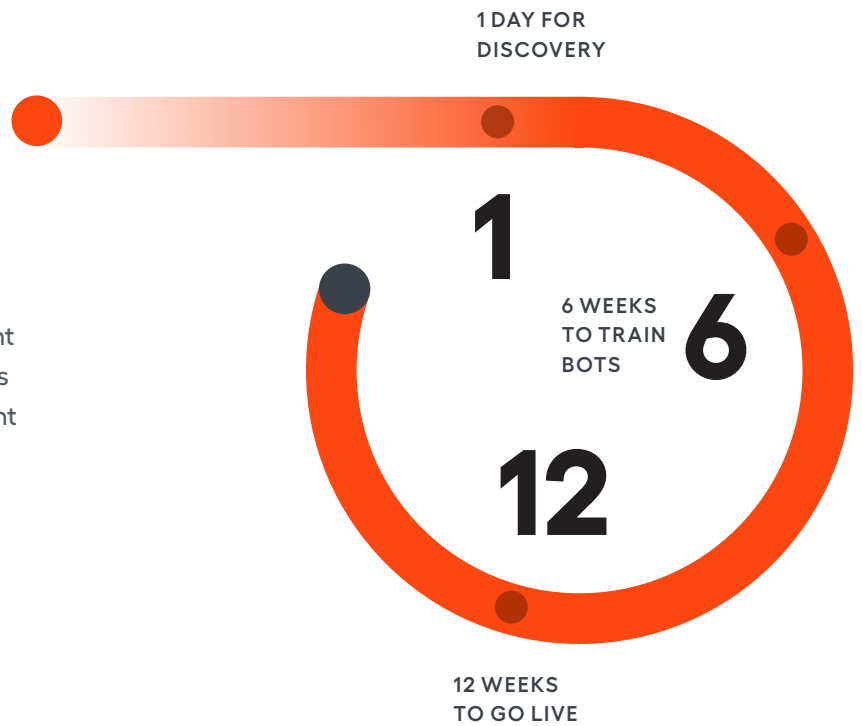 1 DAY FOR
DISCOVERY
1
6 WEEKS
TO TRAIN
BOTS
6
12
12 WEEKS
TO GO LIVE